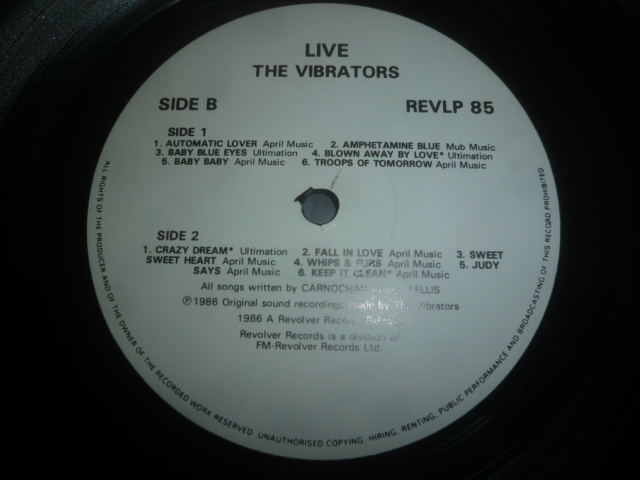 LIVE
THE VIBRATORS
SIDE B REVLP 85
SIDE 1
1. AUTOMATIC LOVER April Music 2. AMPHETAMINE BLUE Mub Music
3. BABY BLUE EYES Ultimation 4. BLOWN AWAY BY LOVE* Ultimation
5. BABY BABY April Music 6. TROOPS OF TOMORROW April Music
SIDE 2
1. CRAZY DREAM* Ultimation 2. FALL IN LOVE April Music 3. SWEET
SWEET HEART April Music 4. WHIPS & FURS April Music 5. JUDY
SAYS April Music 6. KEEP IT CLEAN* April Music
All songs written by ELLIS
℗ 1986 Original sound recordings made by The Vibrators
1986 A Revolver Records Release
Revolver Records is a division of
FM-Revolver Records Ltd.
ALL RIGHTS OF THE PRODUCER AND OF THE OWNER OF THE RECORDED WORK RESERVED. UNAUTHORISED COPYING, HIRING, RENTING, PUBLIC PERFORMANCE AND BROADCASTING OF THIS RECORD PROHIBITED.